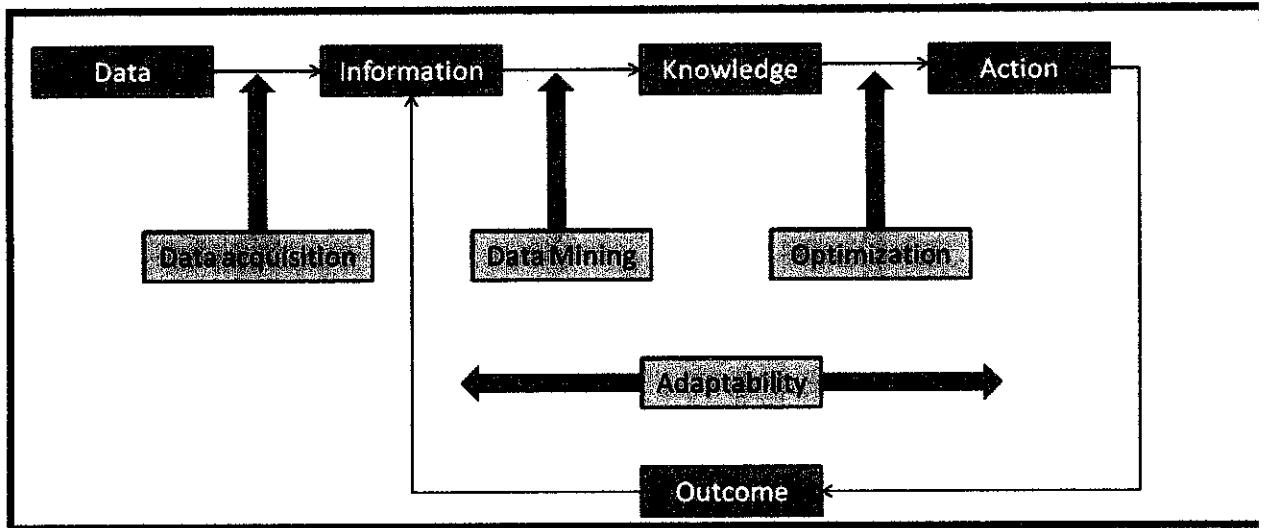 Data
Information
Knowledge
Action
Data acquisition
Data Mining
Optimization
Adaptability
Outcome